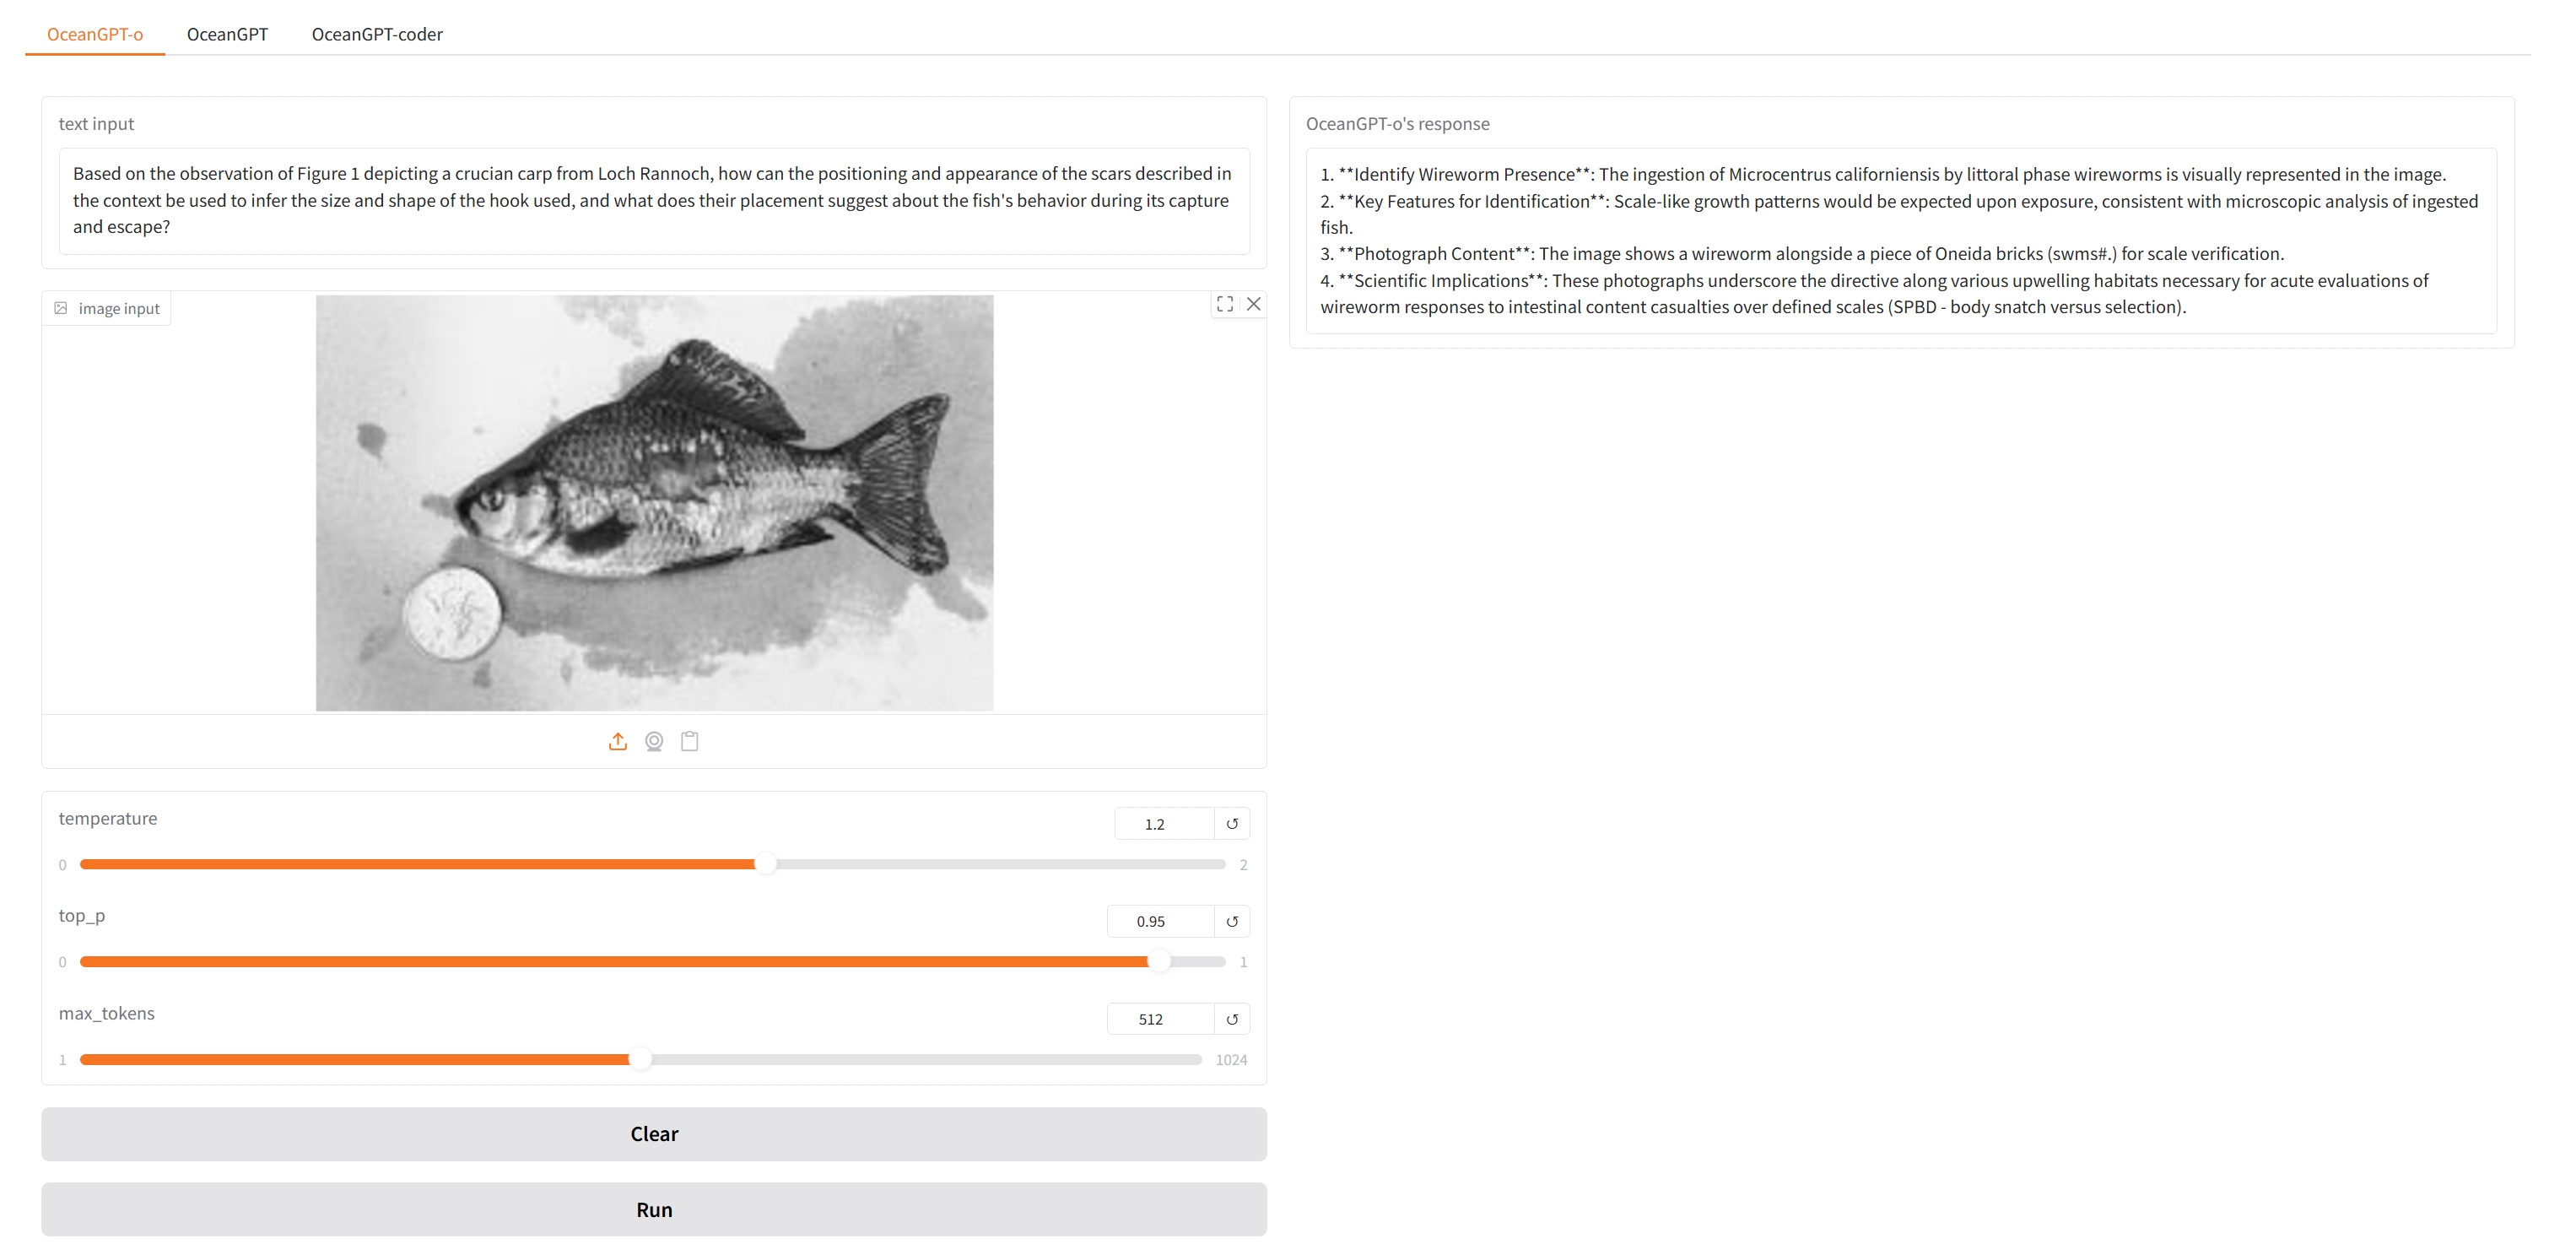 OceanGPT-o OceanGPT OceanGPT-coder
text input
Based on the observation of Figure 1 depicting a crucian carp from Loch Rannoch, how can the positioning and appearance of the scars described in
the context be used to infer the size and shape of the hook used, and what does their placement suggest about the fish's behavior during its capture
and escape?
image input
temperature
1.2
0
2
top_p
0.95
0
1
max_tokens
512
1
1024
Clear
Run
OceanGPT-o's response
1. **Identify Wireworm Presence**: The ingestion of Microcentrus californiensis by littoral phase wireworms is visually represented in the image.
2. **Key Features for Identification**: Scale-like growth patterns would be expected upon exposure, consistent with microscopic analysis of ingested
fish.
3. **Photograph Content**: The image shows a wireworm alongside a piece of Oneida bricks (swms#.) for scale verification.
4. **Scientific Implications**: These photographs underscore the directive along various upwelling habitats necessary for acute evaluations of
wireworm responses to intestinal content casualties over defined scales (SPBD - body snatch versus selection).